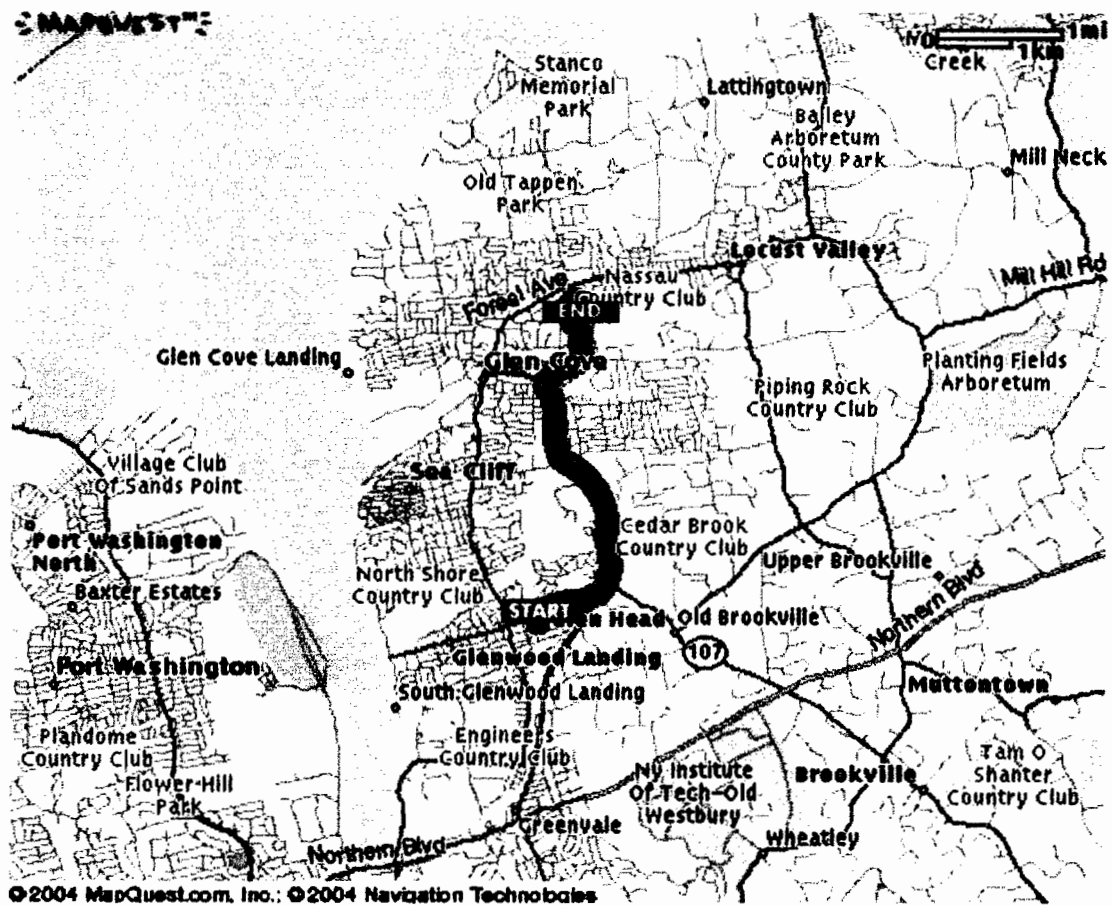 MAPQUEST™
1mi
1km
Creek
Stanco
Memorial
Park
Lattingtown
Bailey
Arboretum
County Park
Mill Neck
Old Tappen
Park
Locust Valley
Mill Hill Rd
Nassau
Country Club
Forest Ave
END
Glen Cove Landing
Glen Cove
Planting Fields
Arboretum
Piping Rock
Country Club
Village Club
Of Sands Point
Sea Cliff
Port Washington
North
Cedar Brook
Country Club
Upper Brookville
Baxter Estates
North Shore
Country Club
START
Glen Head
Old Brookville
Northern Blvd
107
Port Washington
Glenwood Landing
Muttontown
South Glenwood Landing
Plandome
Country Club
Engineers
Country Club
Flower Hill
Park
Ny Institute
Of Tech-Old
Westbury
Brookville
Tam O
Shanter
Country Club
Greenvale
Wheatley
Northern Blvd
©2004 MapQuest.com, Inc.; ©2004 Navigation Technologies